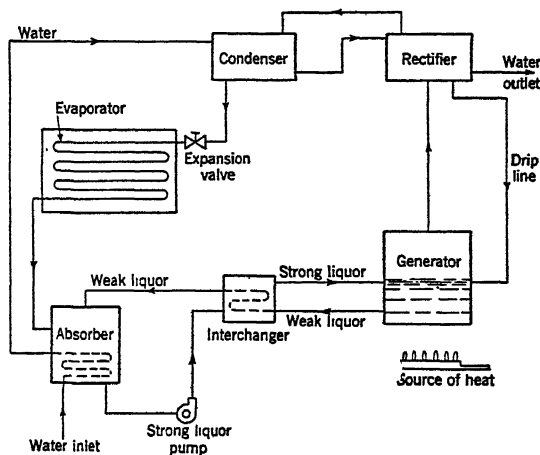 Water
Condenser
Rectifier
Water
outlet
Evaporator
Expansion
valve
Drip
line
Generator
Strong liquor
Weak liquor
Weak liquor
Interchanger
Absorber
Source of heat
Water inlet
Strong liquor
pump